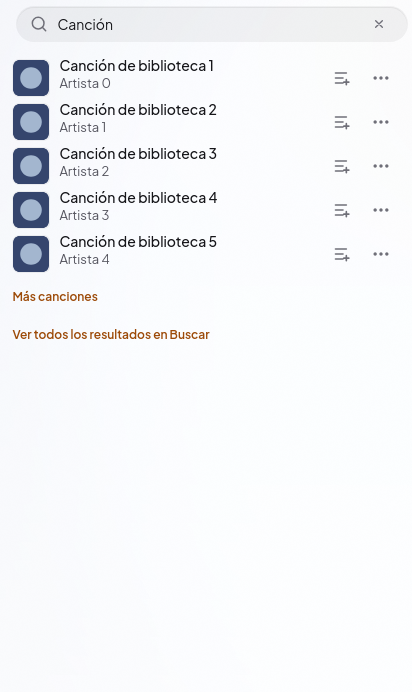 Canción
Canción de biblioteca 1
Artista 0
Canción de biblioteca 2
Artista 1
Canción de biblioteca 3
Artista 2
Canción de biblioteca 4
Artista 3
Canción de biblioteca 5
Artista 4
Más canciones
Ver todos los resultados en Buscar